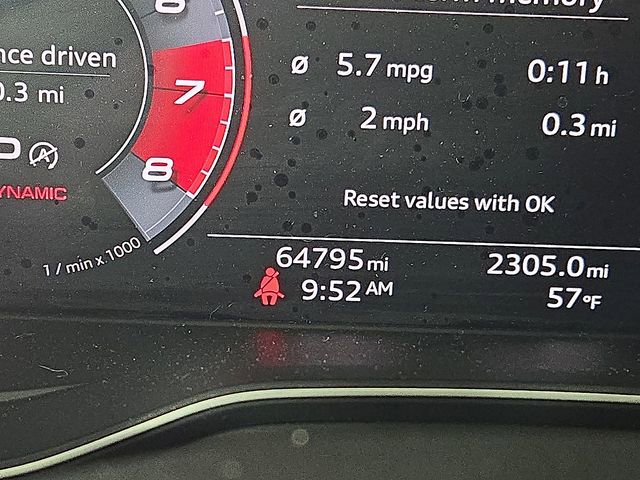 memory
nce driven
0.3 mi
ø 5.7 mpg 0:11 h
ø 2 mph 0.3 mi
7
8
A
YNAMIC
Reset values with OK
1 / min x 1000
64795 mi 2305.0 mi
9:52 AM 57°F